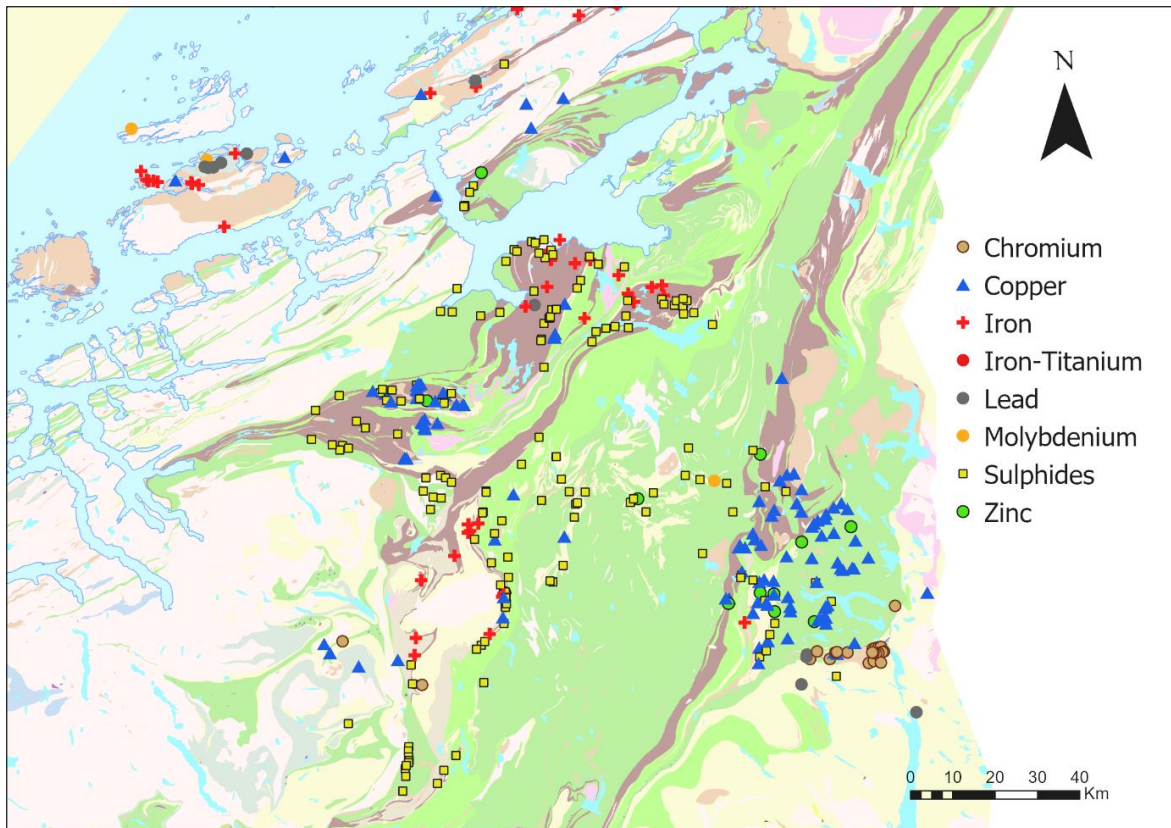 N
Chromium
Copper
Iron
Iron-Titanium
Lead
Molybdenium
Sulphides
Zinc
0 10 20 30 40
Km